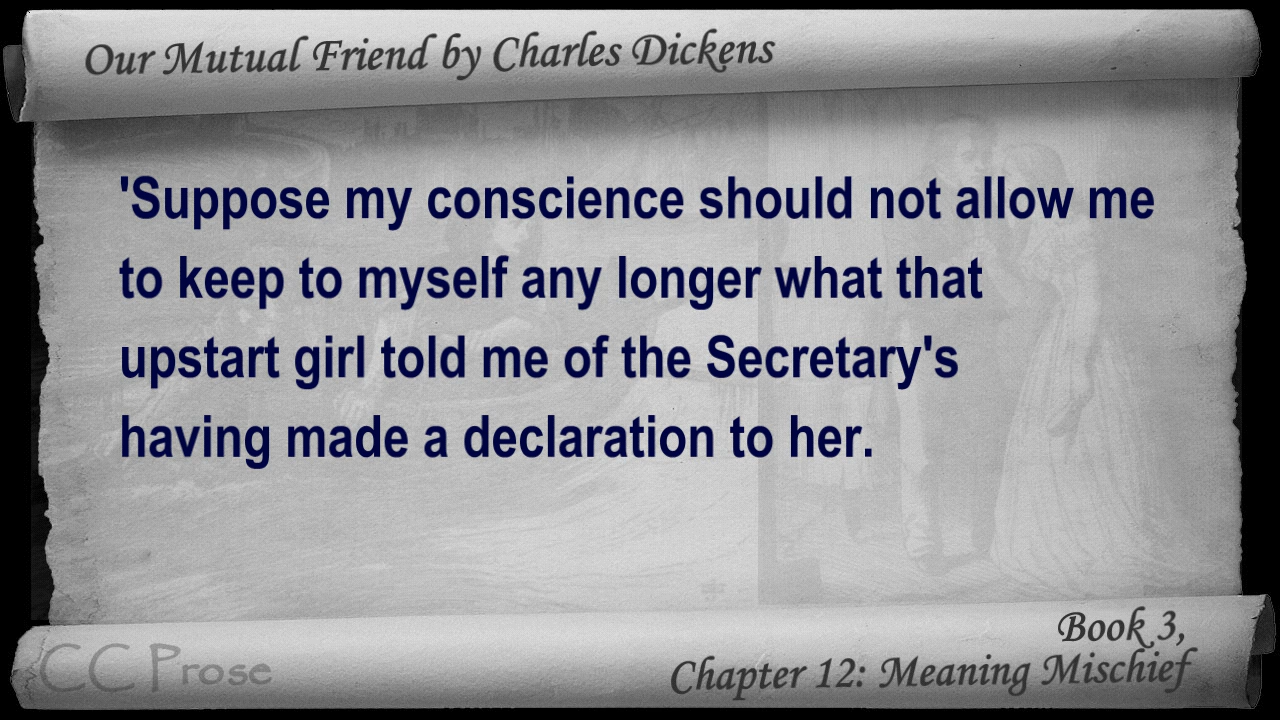 Our Mutual Friend by Charles Dickens
'Suppose my conscience should not allow me
to keep to myself any longer what that
upstart girl told me of the Secretary's
having made a declaration to her.
Book 3,
Chapter 12: Meaning Mischief
CC Prose